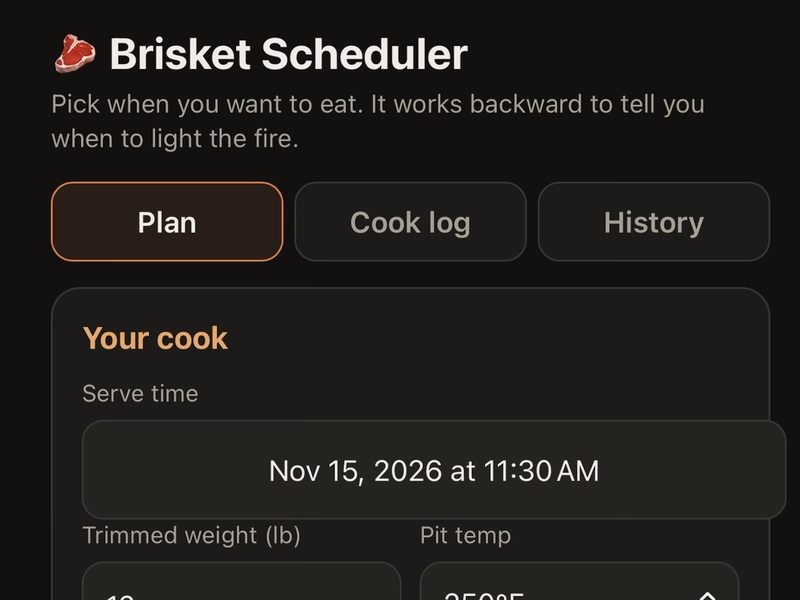 Brisket Scheduler
Pick when you want to eat. It works backward to tell you
when to light the fire.
Plan
Cook log
History
Your cook
Serve time
Nov 15, 2026 at 11:30 AM
Trimmed weight (lb)
Pit temp